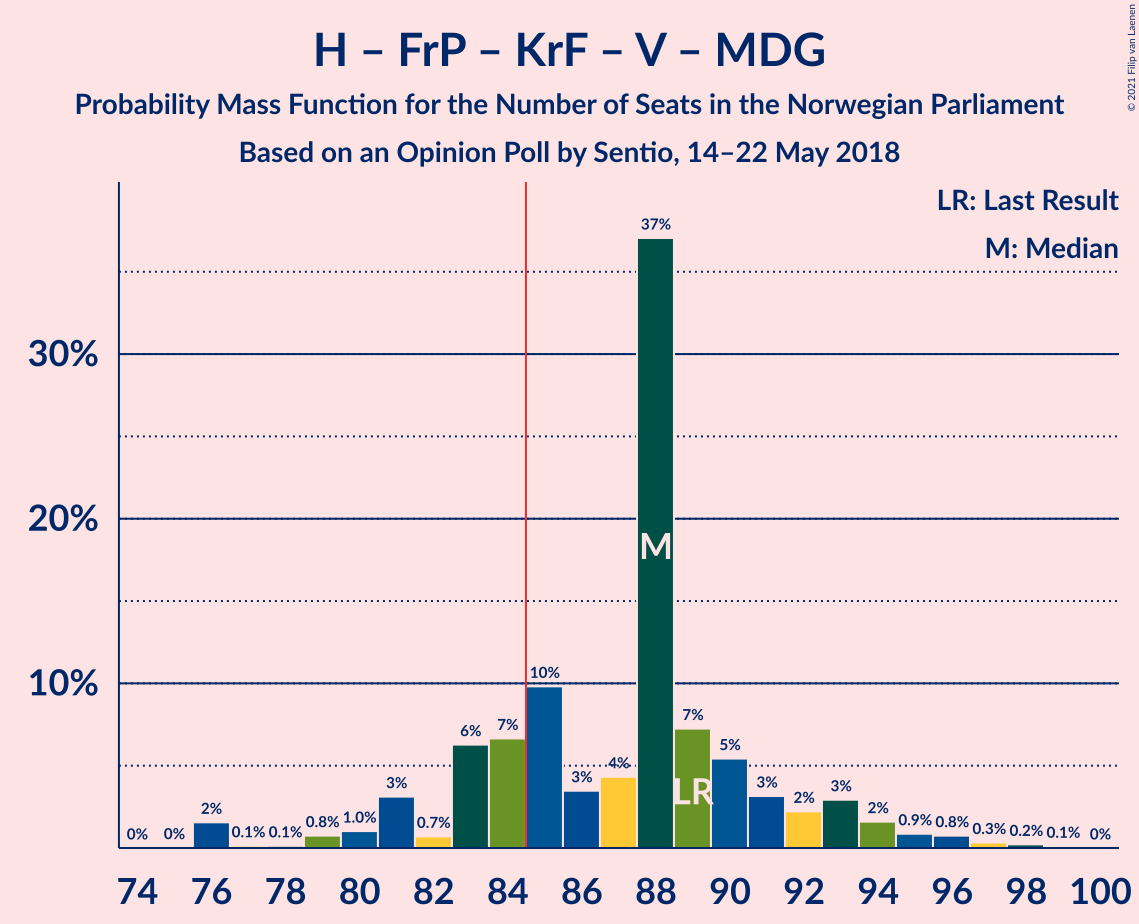 H – FrP – KrF – V – MDG
Probability Mass Function for the Number of Seats in the Norwegian Parliament
Based on an Opinion Poll by Sentio, 14–22 May 2018
© 2021 Filip van Laenen
LR: Last Result
M: Median
30%
20%
10%
0% 0% 2% 0.1% 0.1% 0.8% 1.0% 3% 0.7% 6% 7% 10% 3% 4% 37% 7% 5% 3% 2% 3% 2% 0.9% 0.8% 0.3% 0.2% 0.1% 0%
M
LR
74 76 78 80 82 84 86 88 90 92 94 96 98 100